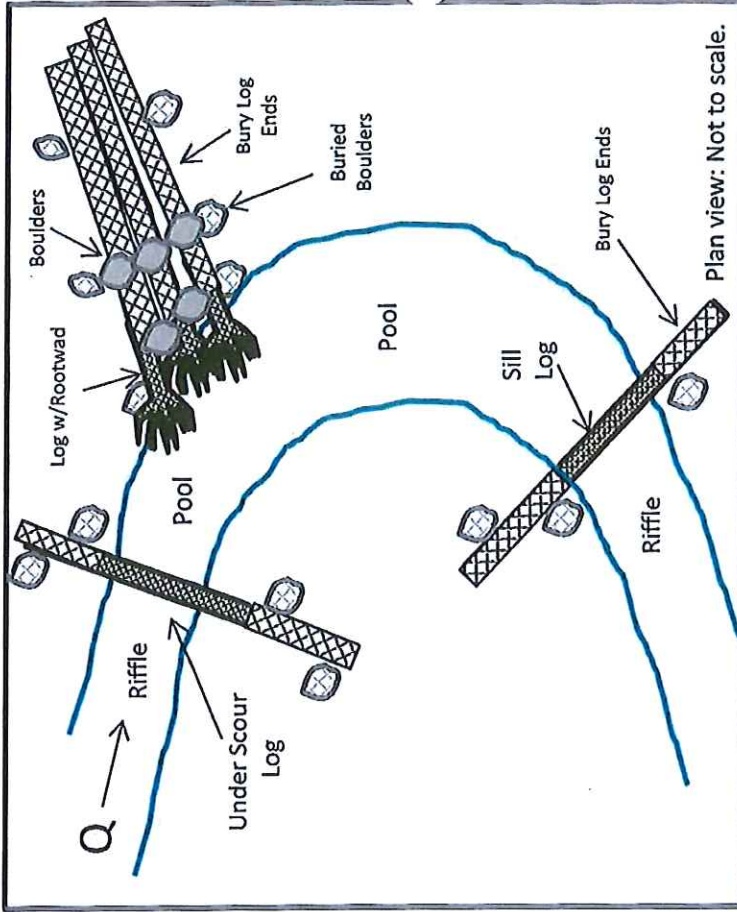 Q
Riffle
Under Scour
Log
Pool
Log w/Rootwad
Boulders
Bury Log
Ends
Buried
Boulders
Pool
Sill
Log
Riffle
Bury Log Ends
Plan view: Not to scale.